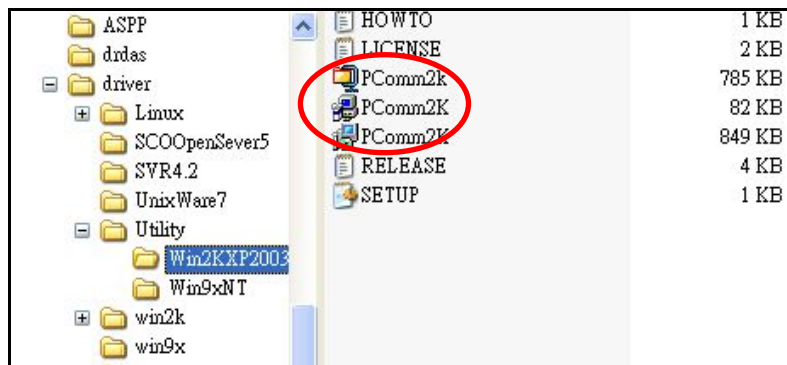 ASPP
drdas
driver
Linux
SCOOpenSever5
SVR4.2
UnixWare7
Utility
Win2KXP2003
Win9xNT
win2k
win9x
HOWTO 1 KB
LICENSE 2 KB
PComm2k 785 KB
PComm2K 82 KB
PComm2K 849 KB
RELEASE 4 KB
SETUP 1 KB